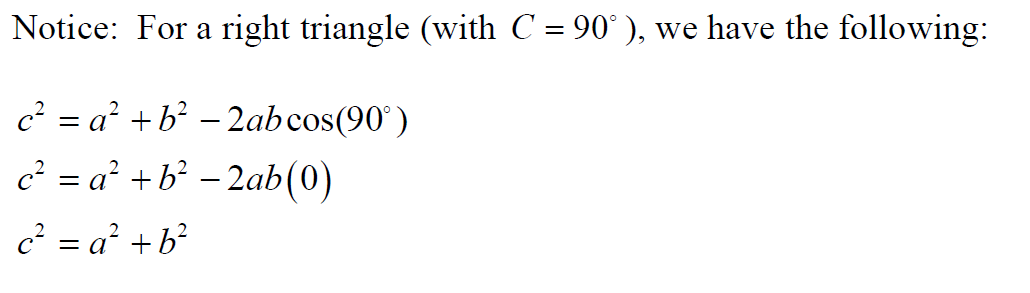 Notice: For a right triangle (with C = 90°), we have the following:
c² = a² + b² − 2ab cos(90°)
c² = a² + b² − 2ab(0)
c² = a² + b²